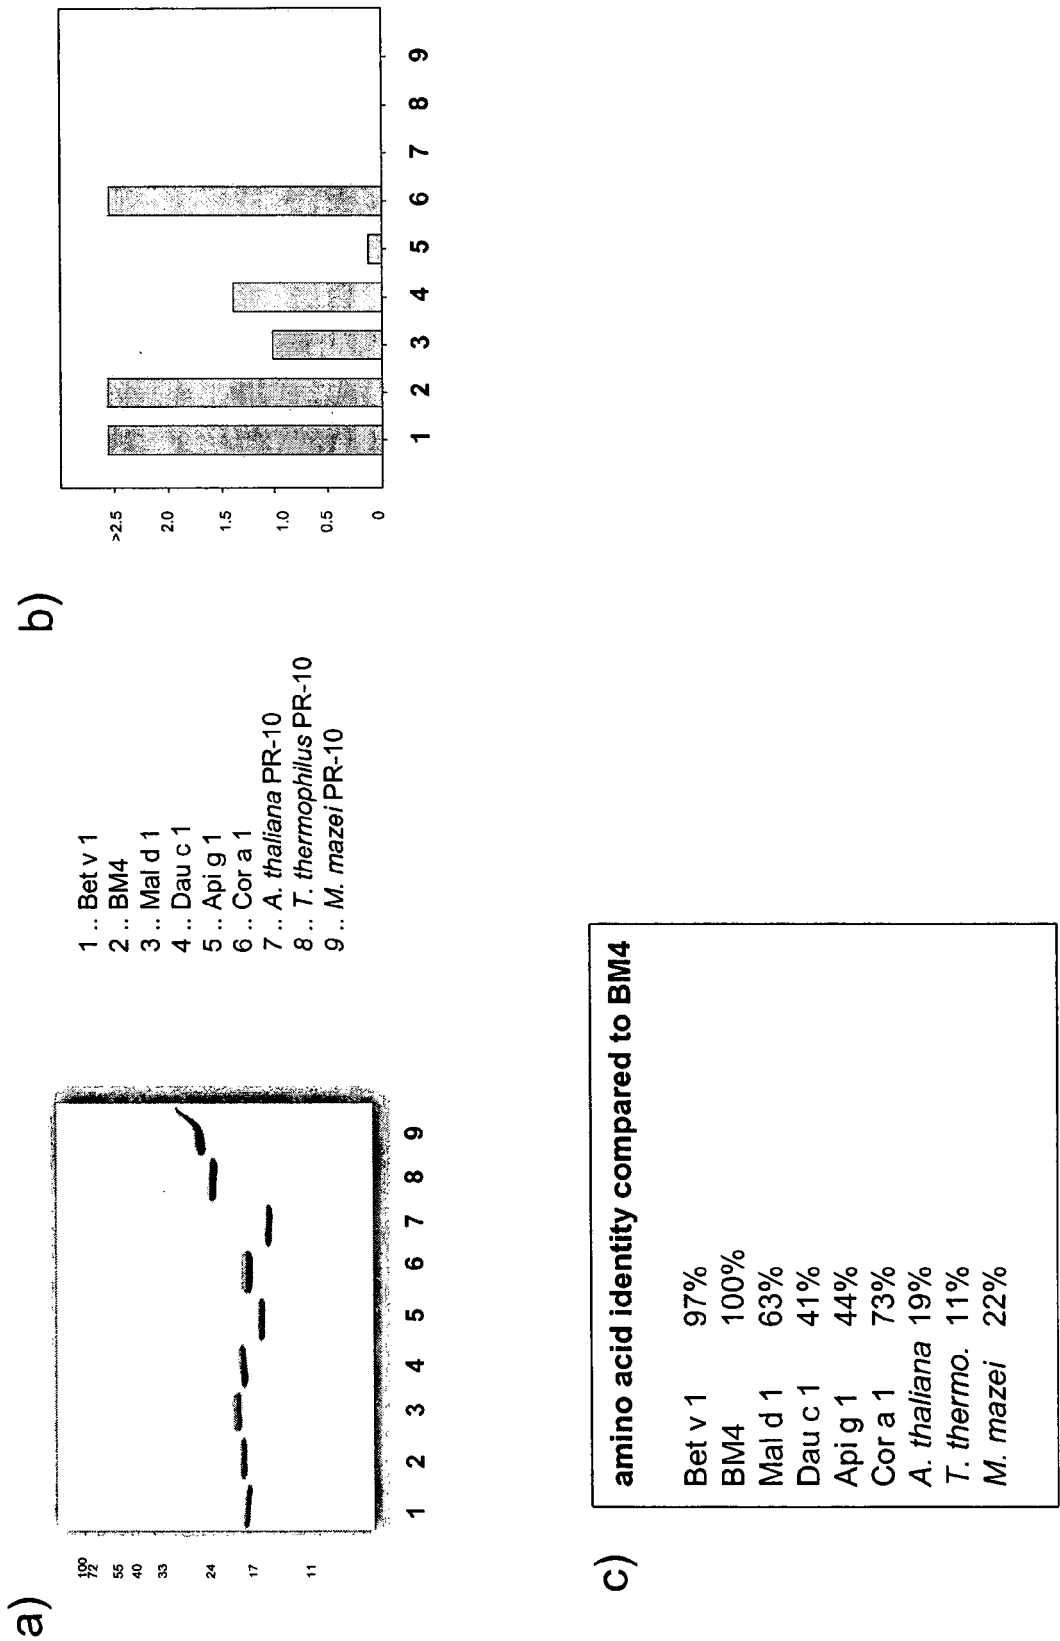 a)
100
72
55
40
33
24
17
11
1 2 3 4 5 6 7 8 9
1 .. Bet v 1
2 .. BM4
3 .. Mal d 1
4 .. Dau c 1
5 .. Api g 1
6 .. Cor a 1
7 .. A. thaliana PR-10
8 .. T. thermophilus PR-10
9 .. M. mazei PR-10
b)
>2.5
2.0
1.5
1.0
0.5
0
1 2 3 4 5 6 7 8 9
c)
amino acid identity compared to BM4
Bet v 1 97%
BM4 100%
Mal d 1 63%
Dau c 1 41%
Api g 1 44%
Cor a 1 73%
A. thaliana 19%
T. thermo. 11%
M. mazei 22%